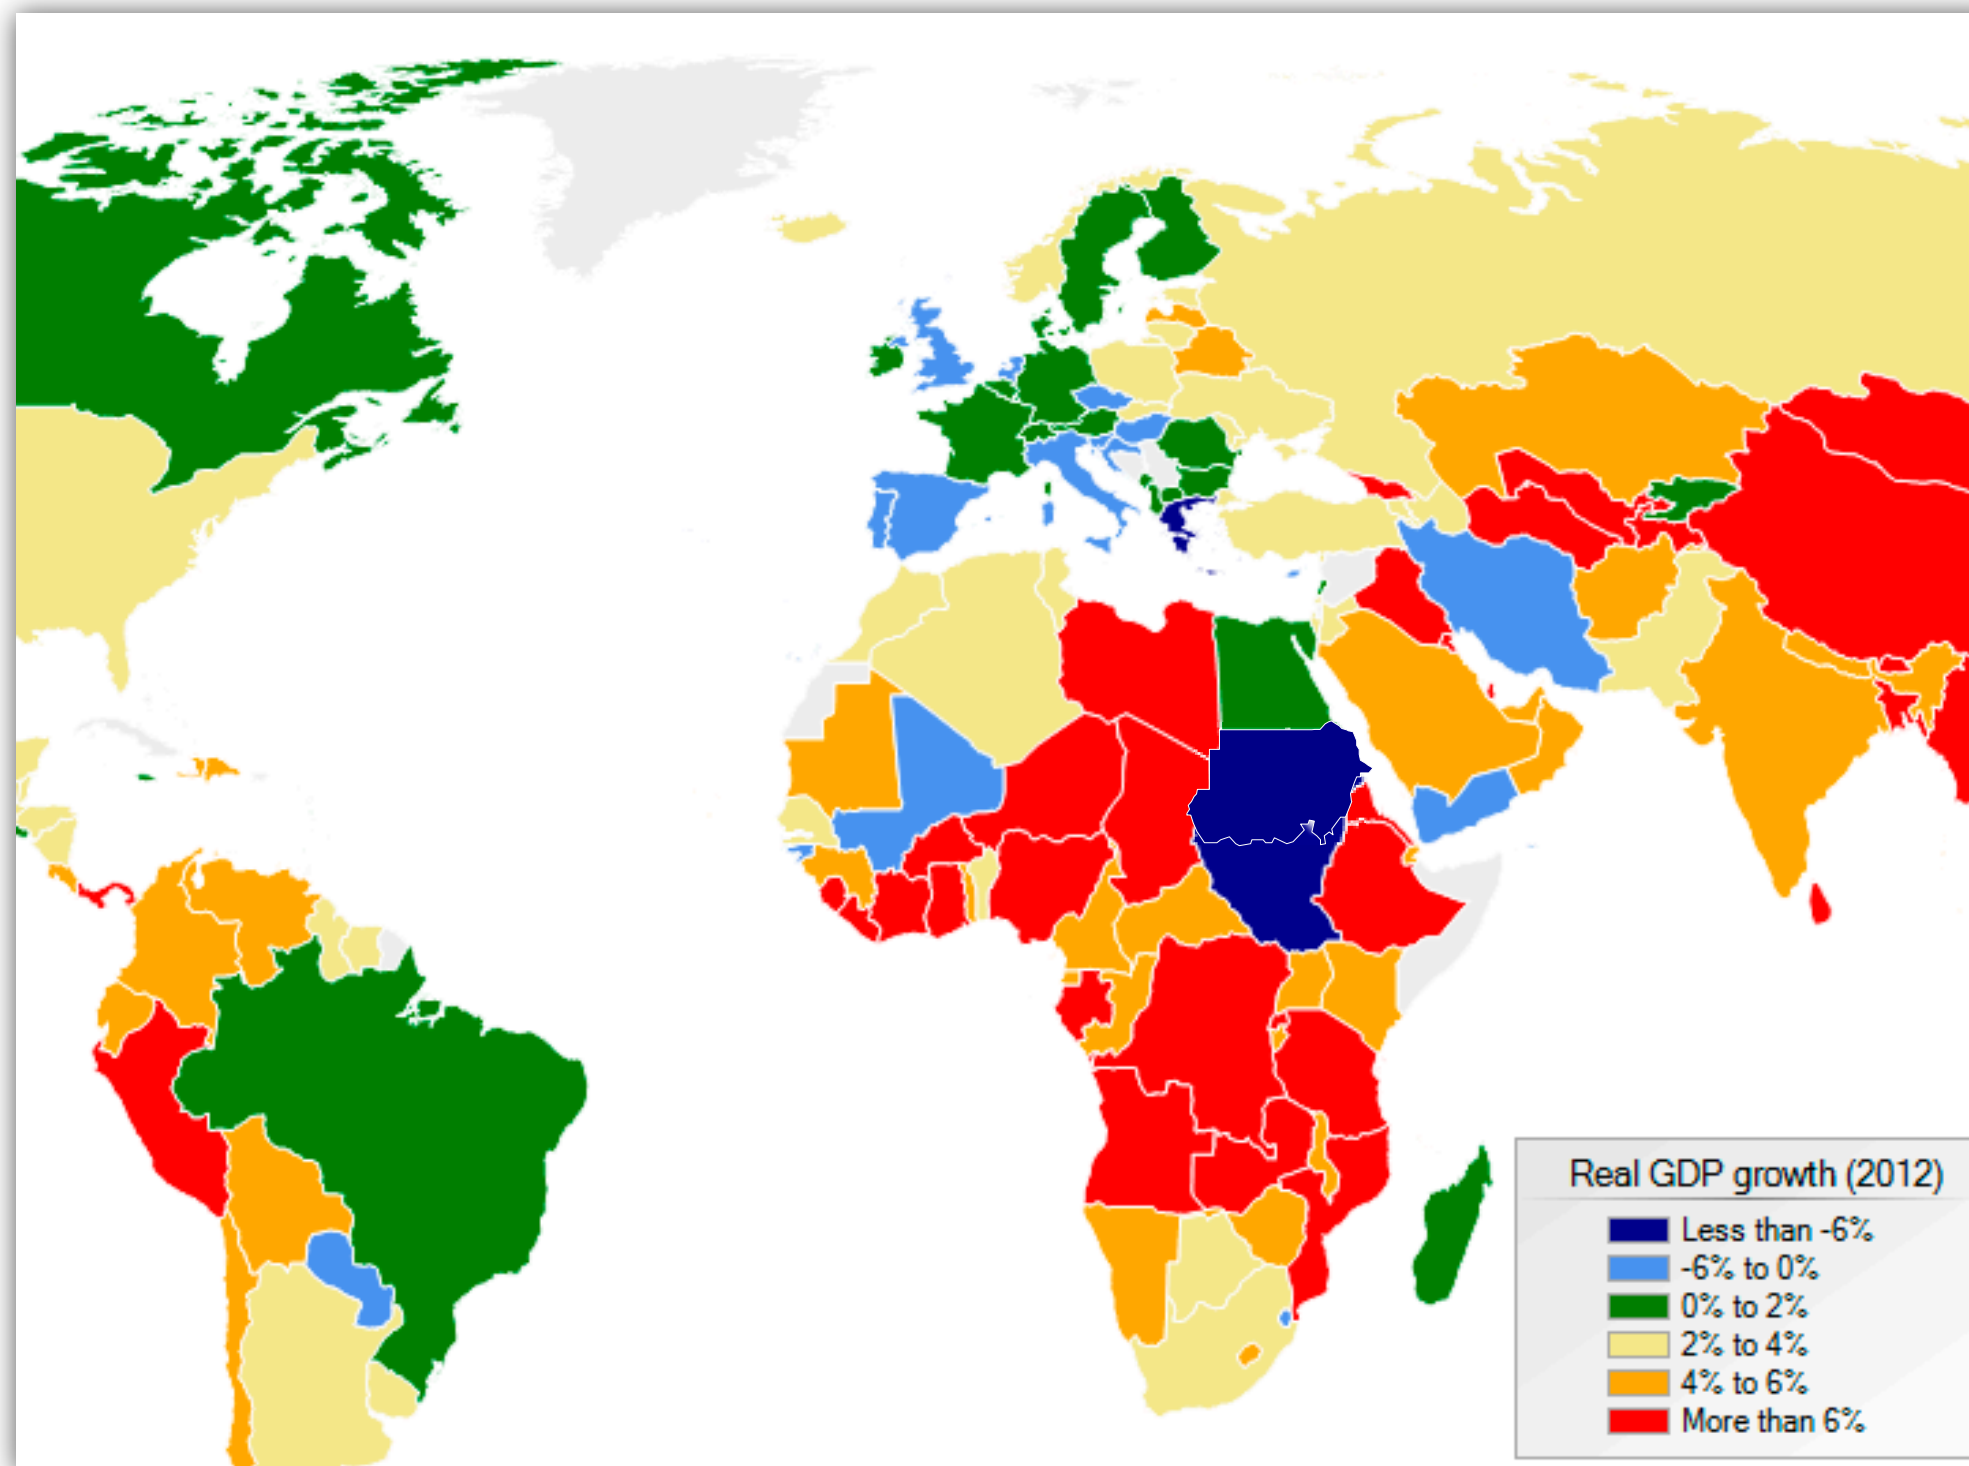 Real GDP growth (2012)
Less than -6%
-6% to 0%
0% to 2%
2% to 4%
4% to 6%
More than 6%